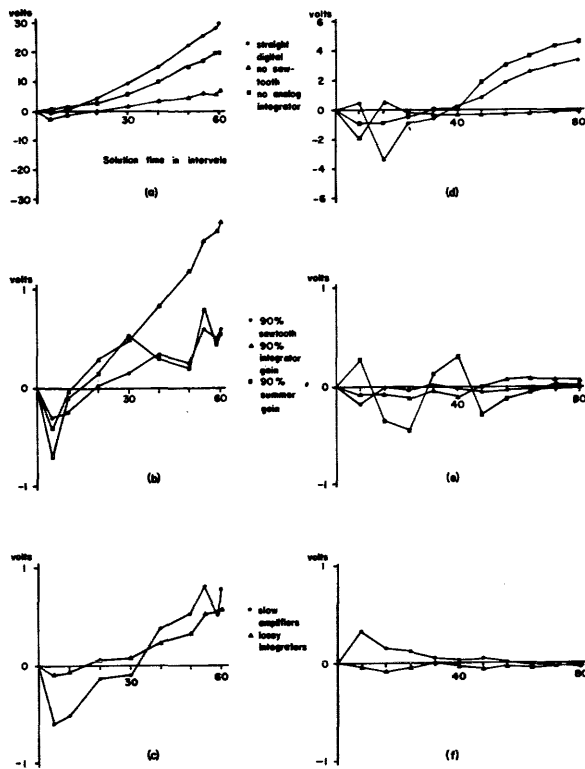 volts
30
20
10
0
-10
-20
-30
30
60
Solution time in intervals
(a)
• straight
digital
▵ no saw-
tooth
▪ no analog
integrator
volts
6
4
2
0
-2
-4
-6
40
80
(d)
volts
1
0
-1
30
60
(b)
• 90%
sawtooth
▵ 90%
integrator
gain
▪ 90%
summer
gain
volts
1
0
-1
40
80
(e)
volts
1
0
-1
30
60
(c)
• slow
amplifiers
▵ lossy
integrators
volts
1
0
-1
40
80
(f)